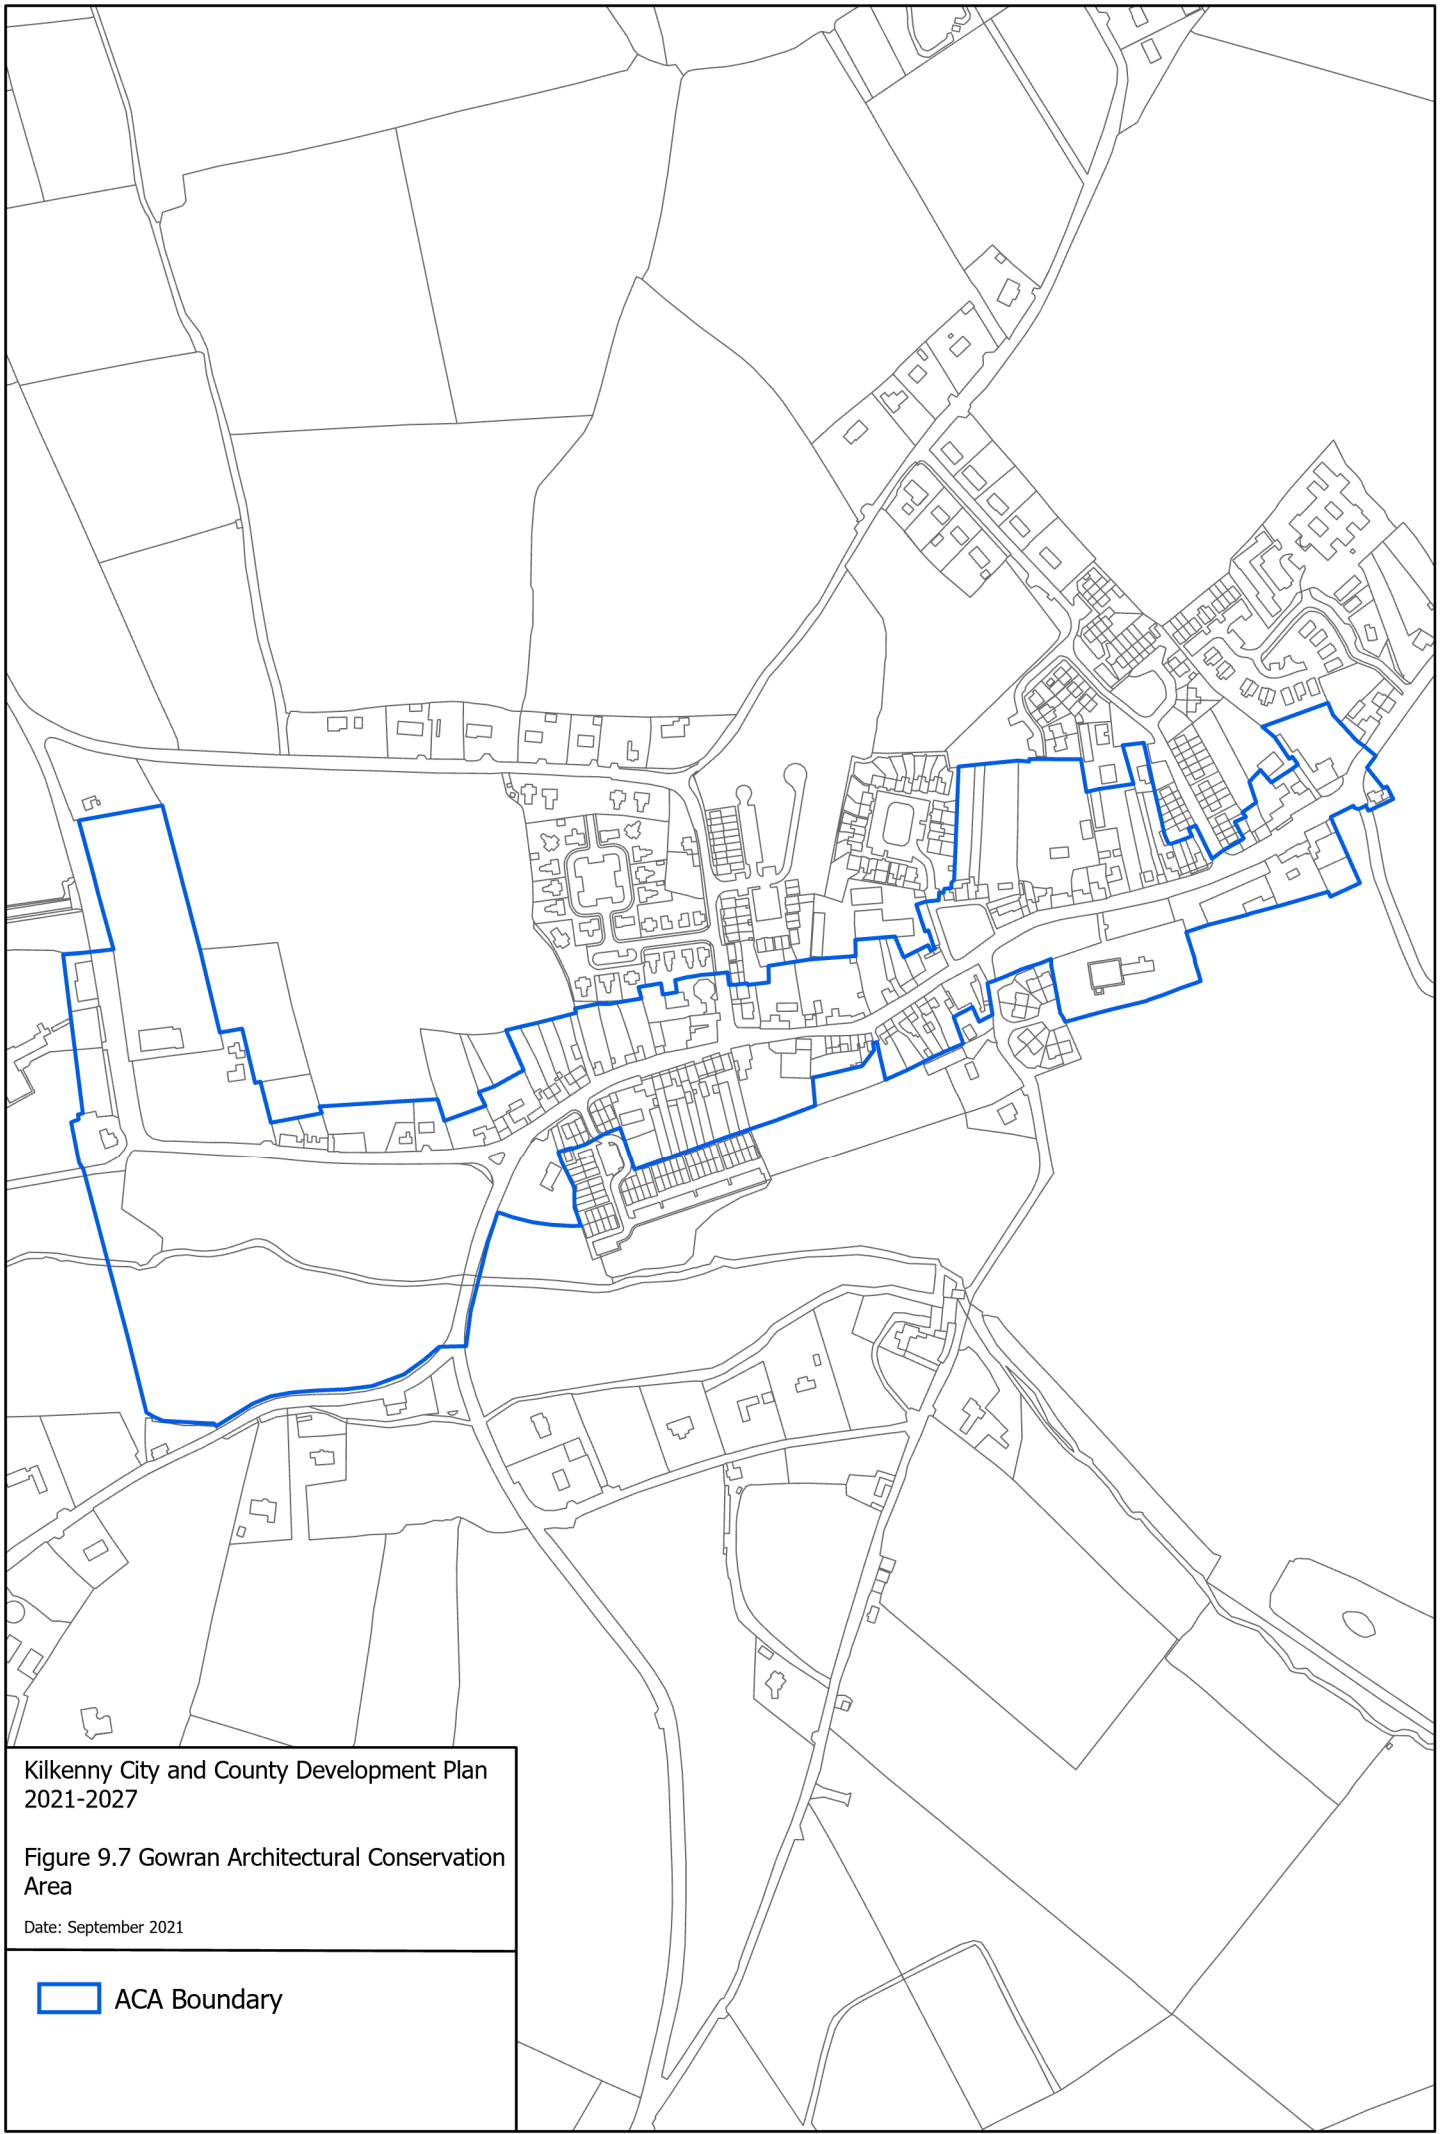 Kilkenny City and County Development Plan
2021-2027
Figure 9.7 Gowran Architectural Conservation
Area
Date: September 2021
ACA Boundary